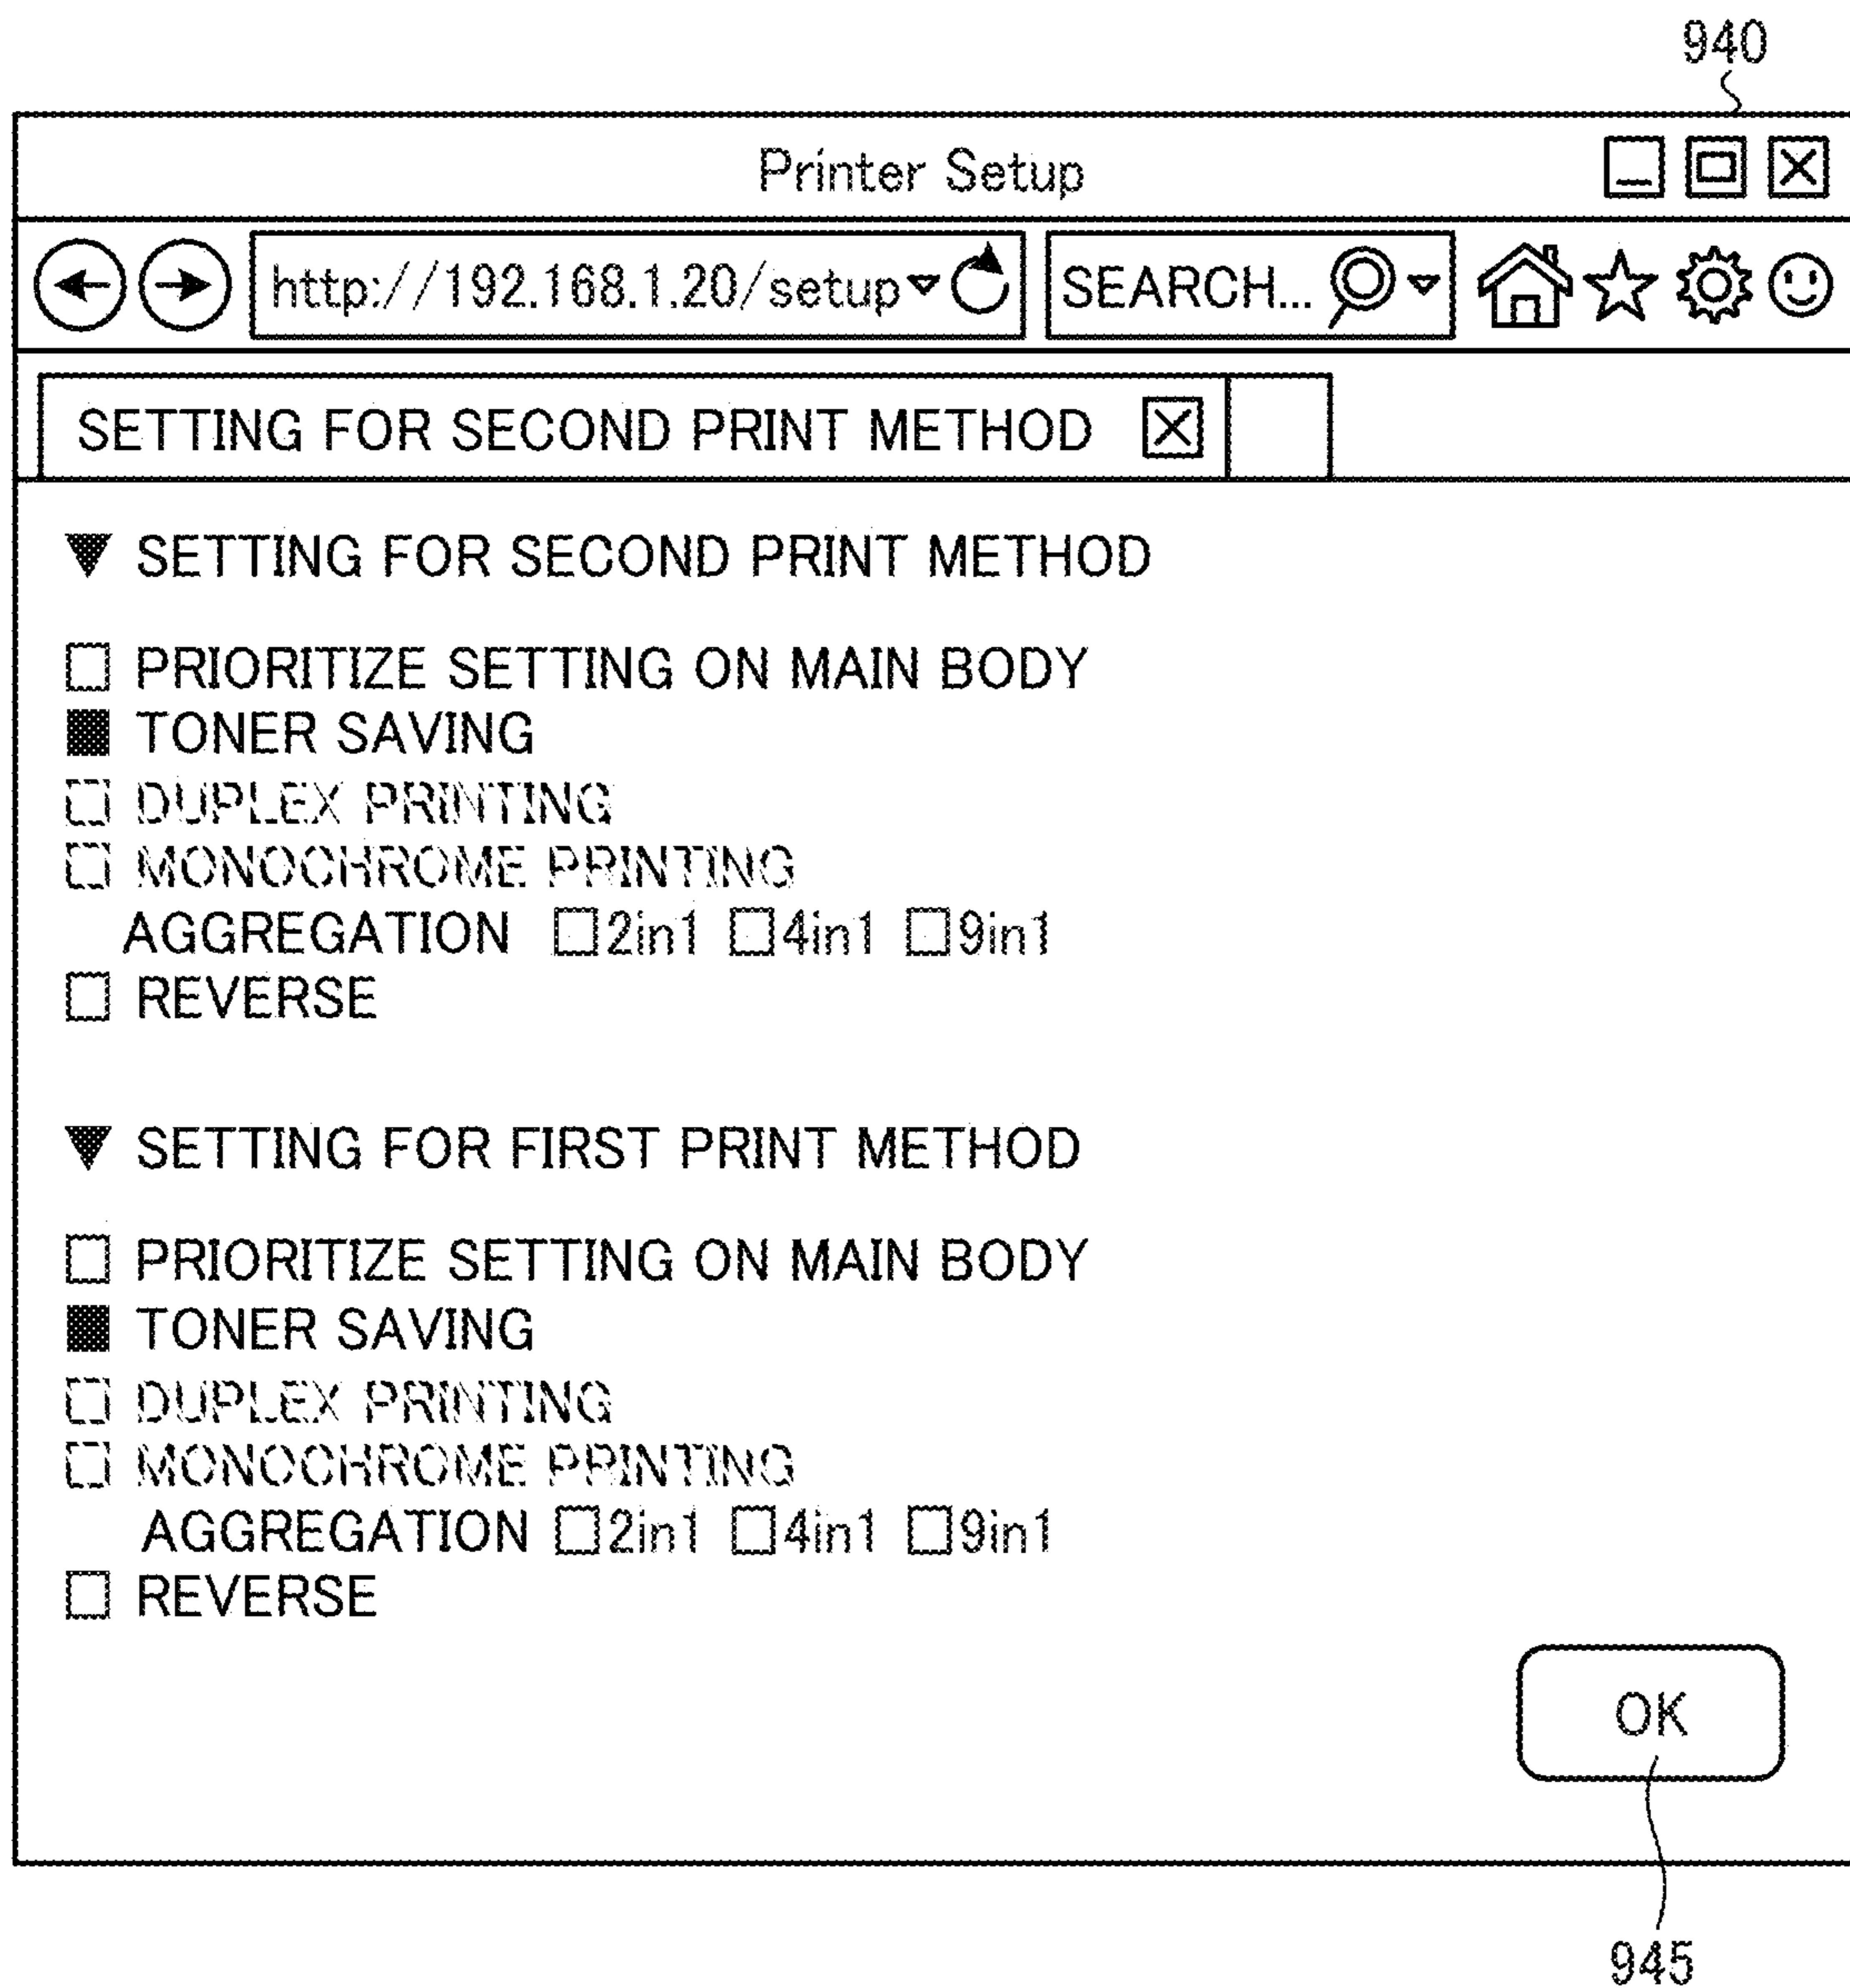 940
Printer Setup
http://192.168.1.20/setup SEARCH...
SETTING FOR SECOND PRINT METHOD
SETTING FOR SECOND PRINT METHOD
PRIORITIZE SETTING ON MAIN BODY
TONER SAVING
DUPLEX PRINTING
MONOCHROME PRINTING
AGGREGATION 2in1 4in1 9in1
REVERSE
SETTING FOR FIRST PRINT METHOD
PRIORITIZE SETTING ON MAIN BODY
TONER SAVING
DUPLEX PRINTING
MONOCHROME PRINTING
AGGREGATION 2in1 4in1 9in1
REVERSE
OK
945